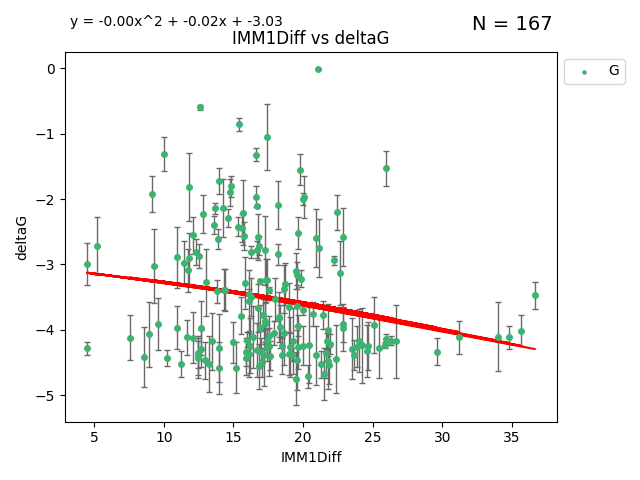 y = -0.00x^2 + -0.02x + -3.03
N = 167
IMM1Diff vs deltaG
G
0
−1
−2
−3
−4
−5
deltaG
5 10 15 20 25 30 35
IMM1Diff